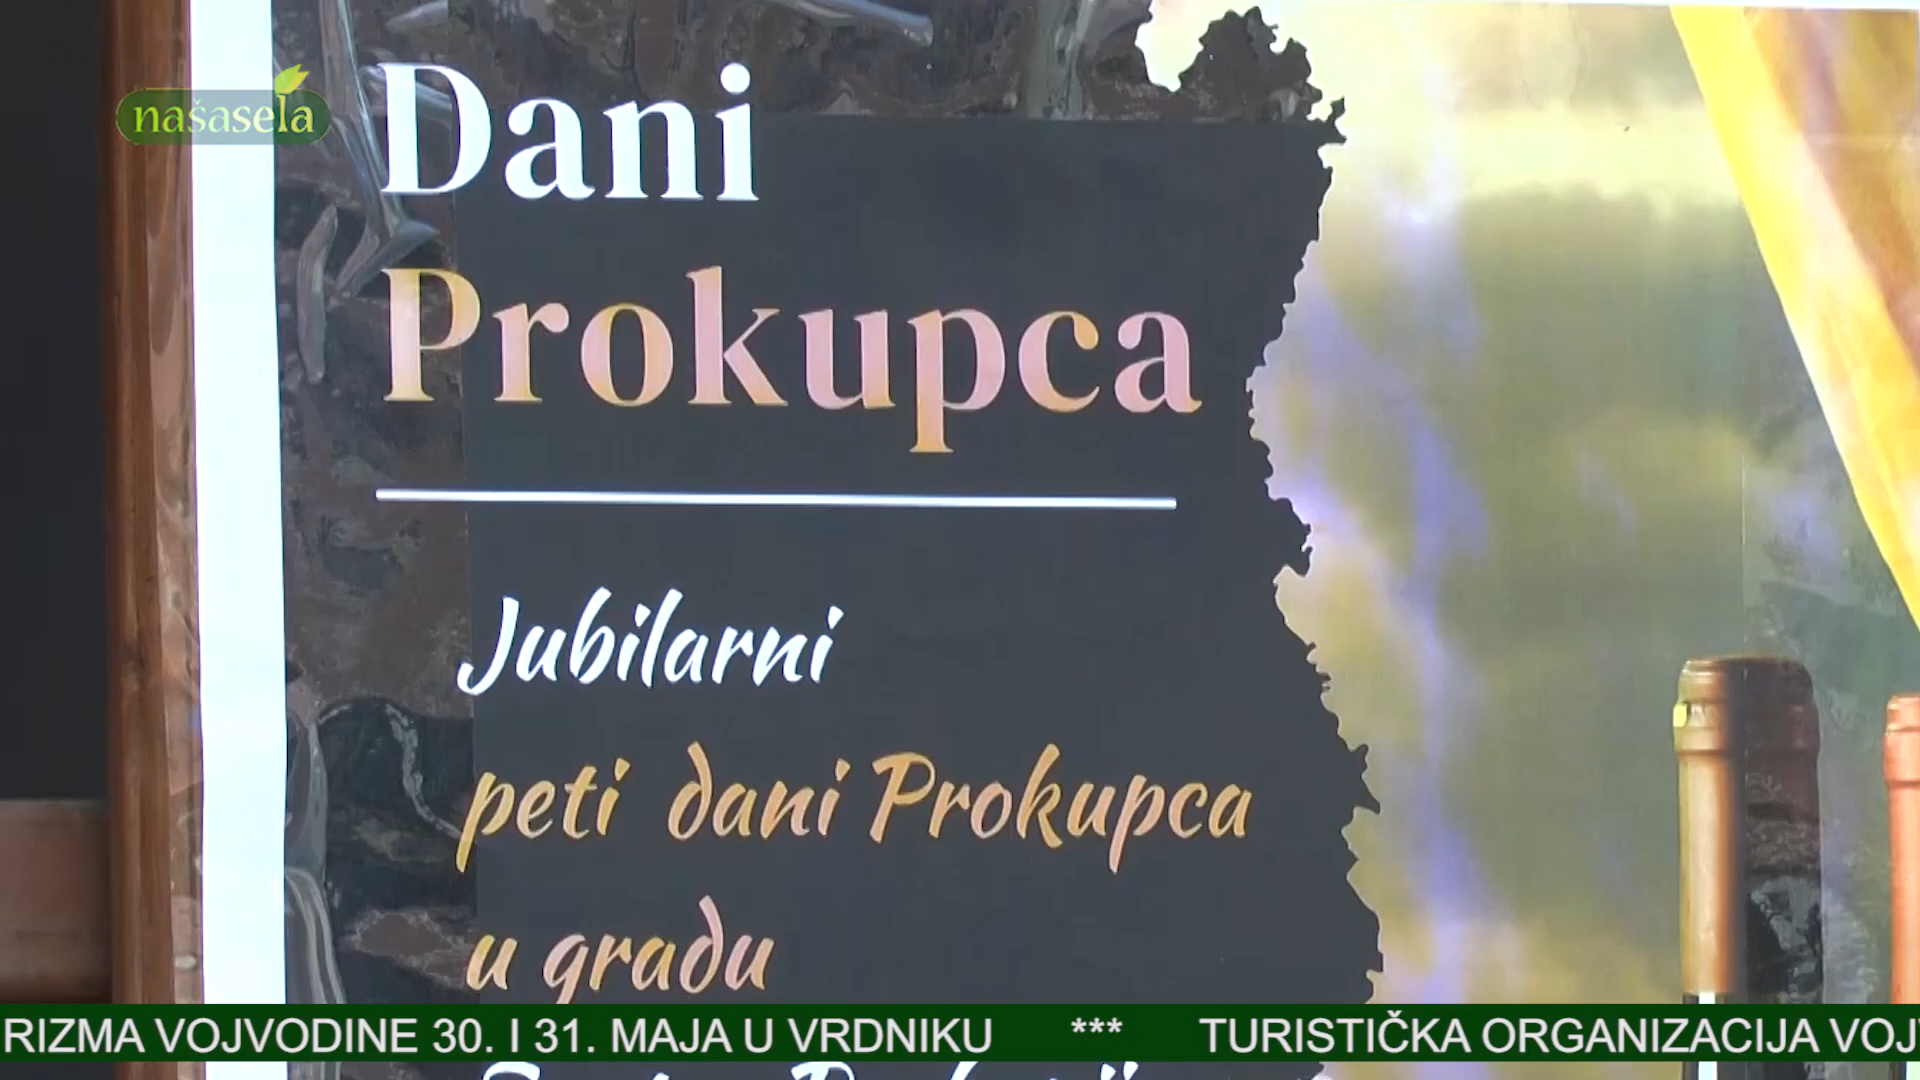 našasela
Dani
Prokupca
Jubilarni
peti dani Prokupca
u gradu
RIZMA VOJVODINE 30. I 31. MAJA U VRDNIKU *** TURISTIČKA ORGANIZACIJA VOJ